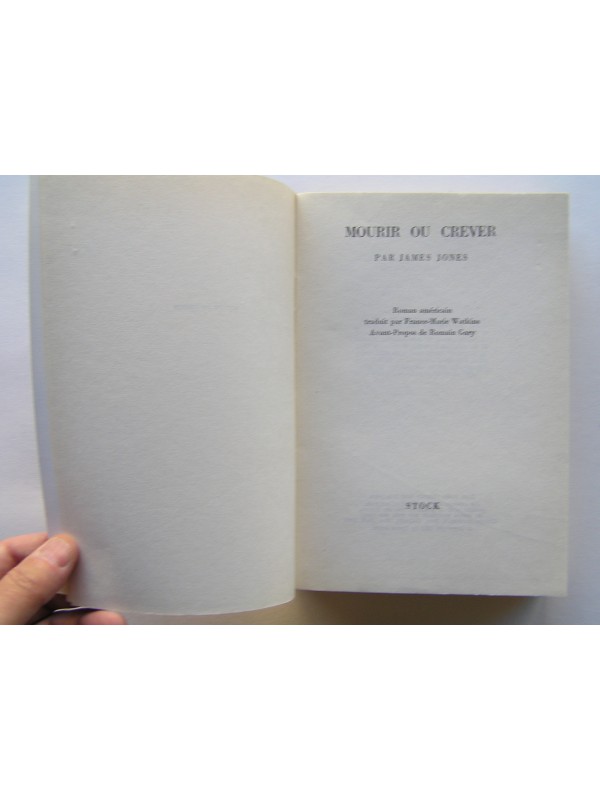 MOURIR OU CREVER
PAR JAMES JONES
Roman américain
traduit par France-Marie Watkins
Avant-Propos de Romain Gary
STOCK